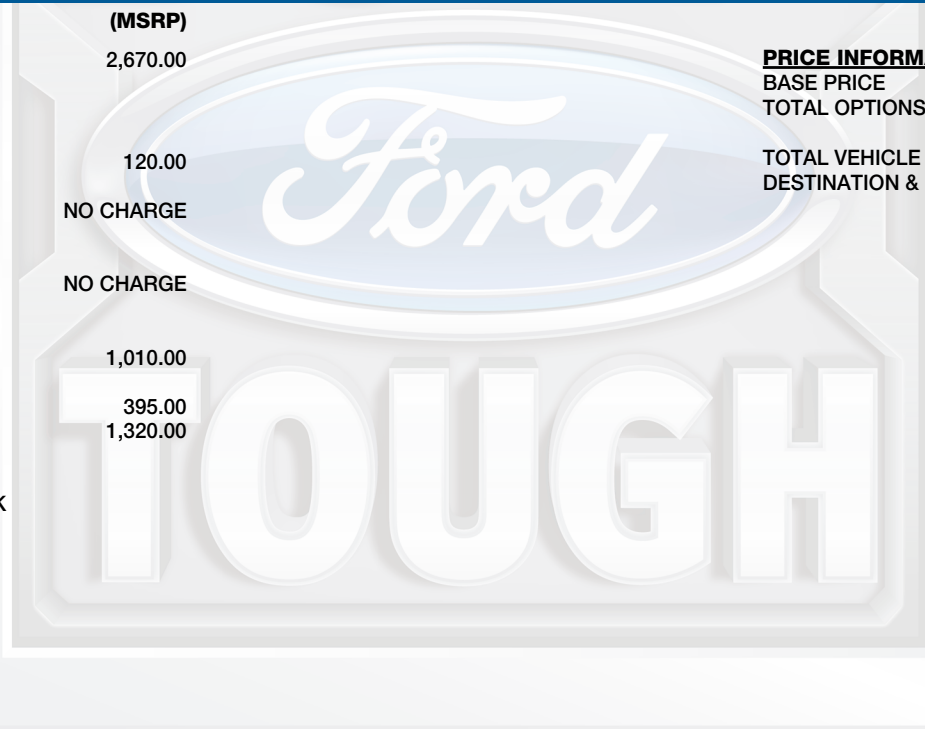 (MSRP)
2,670.00
120.00
NO CHARGE
NO CHARGE
1,010.00
395.00
1,320.00
K
PRICE INFORMA
BASE PRICE
TOTAL OPTIONS
TOTAL VEHICLE
DESTINATION &
Ford
TOUGH